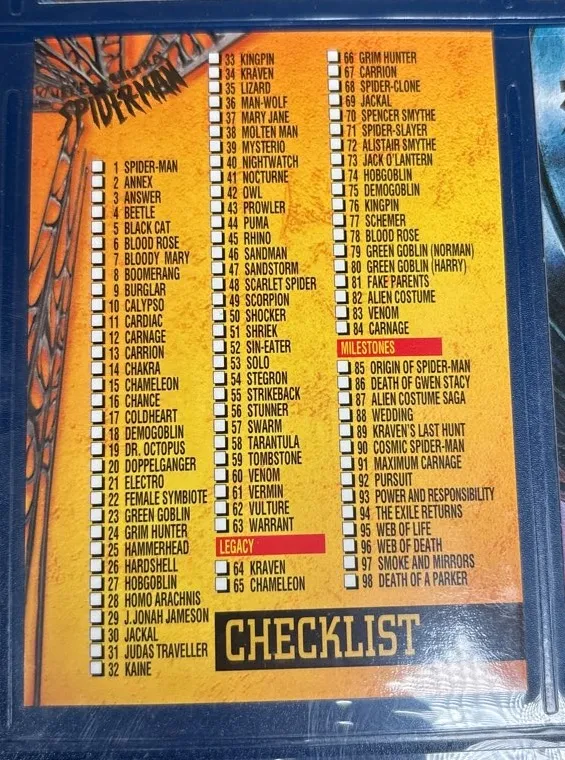 SPIDER-MAN
1 SPIDER-MAN
2 ANNEX
3 ANSWER
4 BEETLE
5 BLACK CAT
6 BLOOD ROSE
7 BLOODY MARY
8 BOOMERANG
9 BURGLAR
10 CALYPSO
11 CARDIAC
12 CARNAGE
13 CARRION
14 CHAKRA
15 CHAMELEON
16 CHANCE
17 COLDHEART
18 DEMOGOBLIN
19 DR. OCTOPUS
20 DOPPELGANGER
21 ELECTRO
22 FEMALE SYMBIOTE
23 GREEN GOBLIN
24 GRIM HUNTER
25 HAMMERHEAD
26 HARDSHELL
27 HOBGOBLIN
28 HOMO ARACHNIS
29 J. JONAH JAMESON
30 JACKAL
31 JUDAS TRAVELLER
32 KAINE
33 KINGPIN
34 KRAVEN
35 LIZARD
36 MAN-WOLF
37 MARY JANE
38 MOLTEN MAN
39 MYSTERIO
40 NIGHTWATCH
41 NOCTURNE
42 OWL
43 PROWLER
44 PUMA
45 RHINO
46 SANDMAN
47 SANDSTORM
48 SCARLET SPIDER
49 SCORPION
50 SHOCKER
51 SHRIEK
52 SIN-EATER
53 SOLO
54 STEGRON
55 STRIKEBACK
56 STUNNER
57 SWARM
58 TARANTULA
59 TOMBSTONE
60 VENOM
61 VERMIN
62 VULTURE
63 WARRANT
LEGACY
64 KRAVEN
65 CHAMELEON
66 GRIM HUNTER
67 CARRION
68 SPIDER-CLONE
69 JACKAL
70 SPENCER SMYTHE
71 SPIDER-SLAYER
72 ALISTAIR SMYTHE
73 JACK O'LANTERN
74 HOBGOBLIN
75 DEMOGOBLIN
76 KINGPIN
77 SCHEMER
78 BLOOD ROSE
79 GREEN GOBLIN (NORMAN)
80 GREEN GOBLIN (HARRY)
81 FAKE PARENTS
82 ALIEN COSTUME
83 VENOM
84 CARNAGE
MILESTONES
85 ORIGIN OF SPIDER-MAN
86 DEATH OF GWEN STACY
87 ALIEN COSTUME SAGA
88 WEDDING
89 KRAVEN'S LAST HUNT
90 COSMIC SPIDER-MAN
91 MAXIMUM CARNAGE
92 PURSUIT
93 POWER AND RESPONSIBILITY
94 THE EXILE RETURNS
95 WEB OF LIFE
96 WEB OF DEATH
97 SMOKE AND MIRRORS
98 DEATH OF A PARKER
CHECKLIST